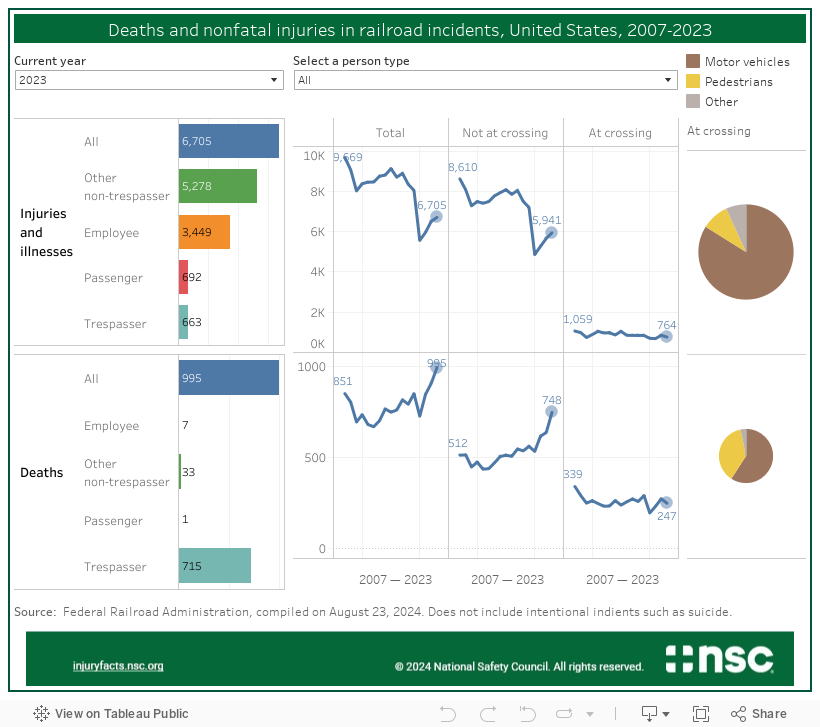 Deaths and nonfatal injuries in railroad incidents, United States, 2007-2023
Current year
2023
Select a person type
All
Motor vehicles
Pedestrians
Other
Total
Not at crossing
At crossing
At crossing
Injuries
and
illnesses
All
6,705
Other
non-trespasser
5,278
Employee
3,449
Passenger
692
Trespasser
663
10K
8K
6K
4K
2K
0K
9,669
6,705
8,610
5,941
1,059
764
Deaths
All
995
Employee
7
Other
non-trespasser
33
Passenger
1
Trespasser
715
1000
500
0
851
995
512
748
339
247
2007 — 2023
2007 — 2023
2007 — 2023
Source: Federal Railroad Administration, compiled on August 23, 2024. Does not include intentional indients such as suicide.
injuryfacts.nsc.org
© 2024 National Safety Council. All rights reserved.
nsc
View on Tableau Public
Share